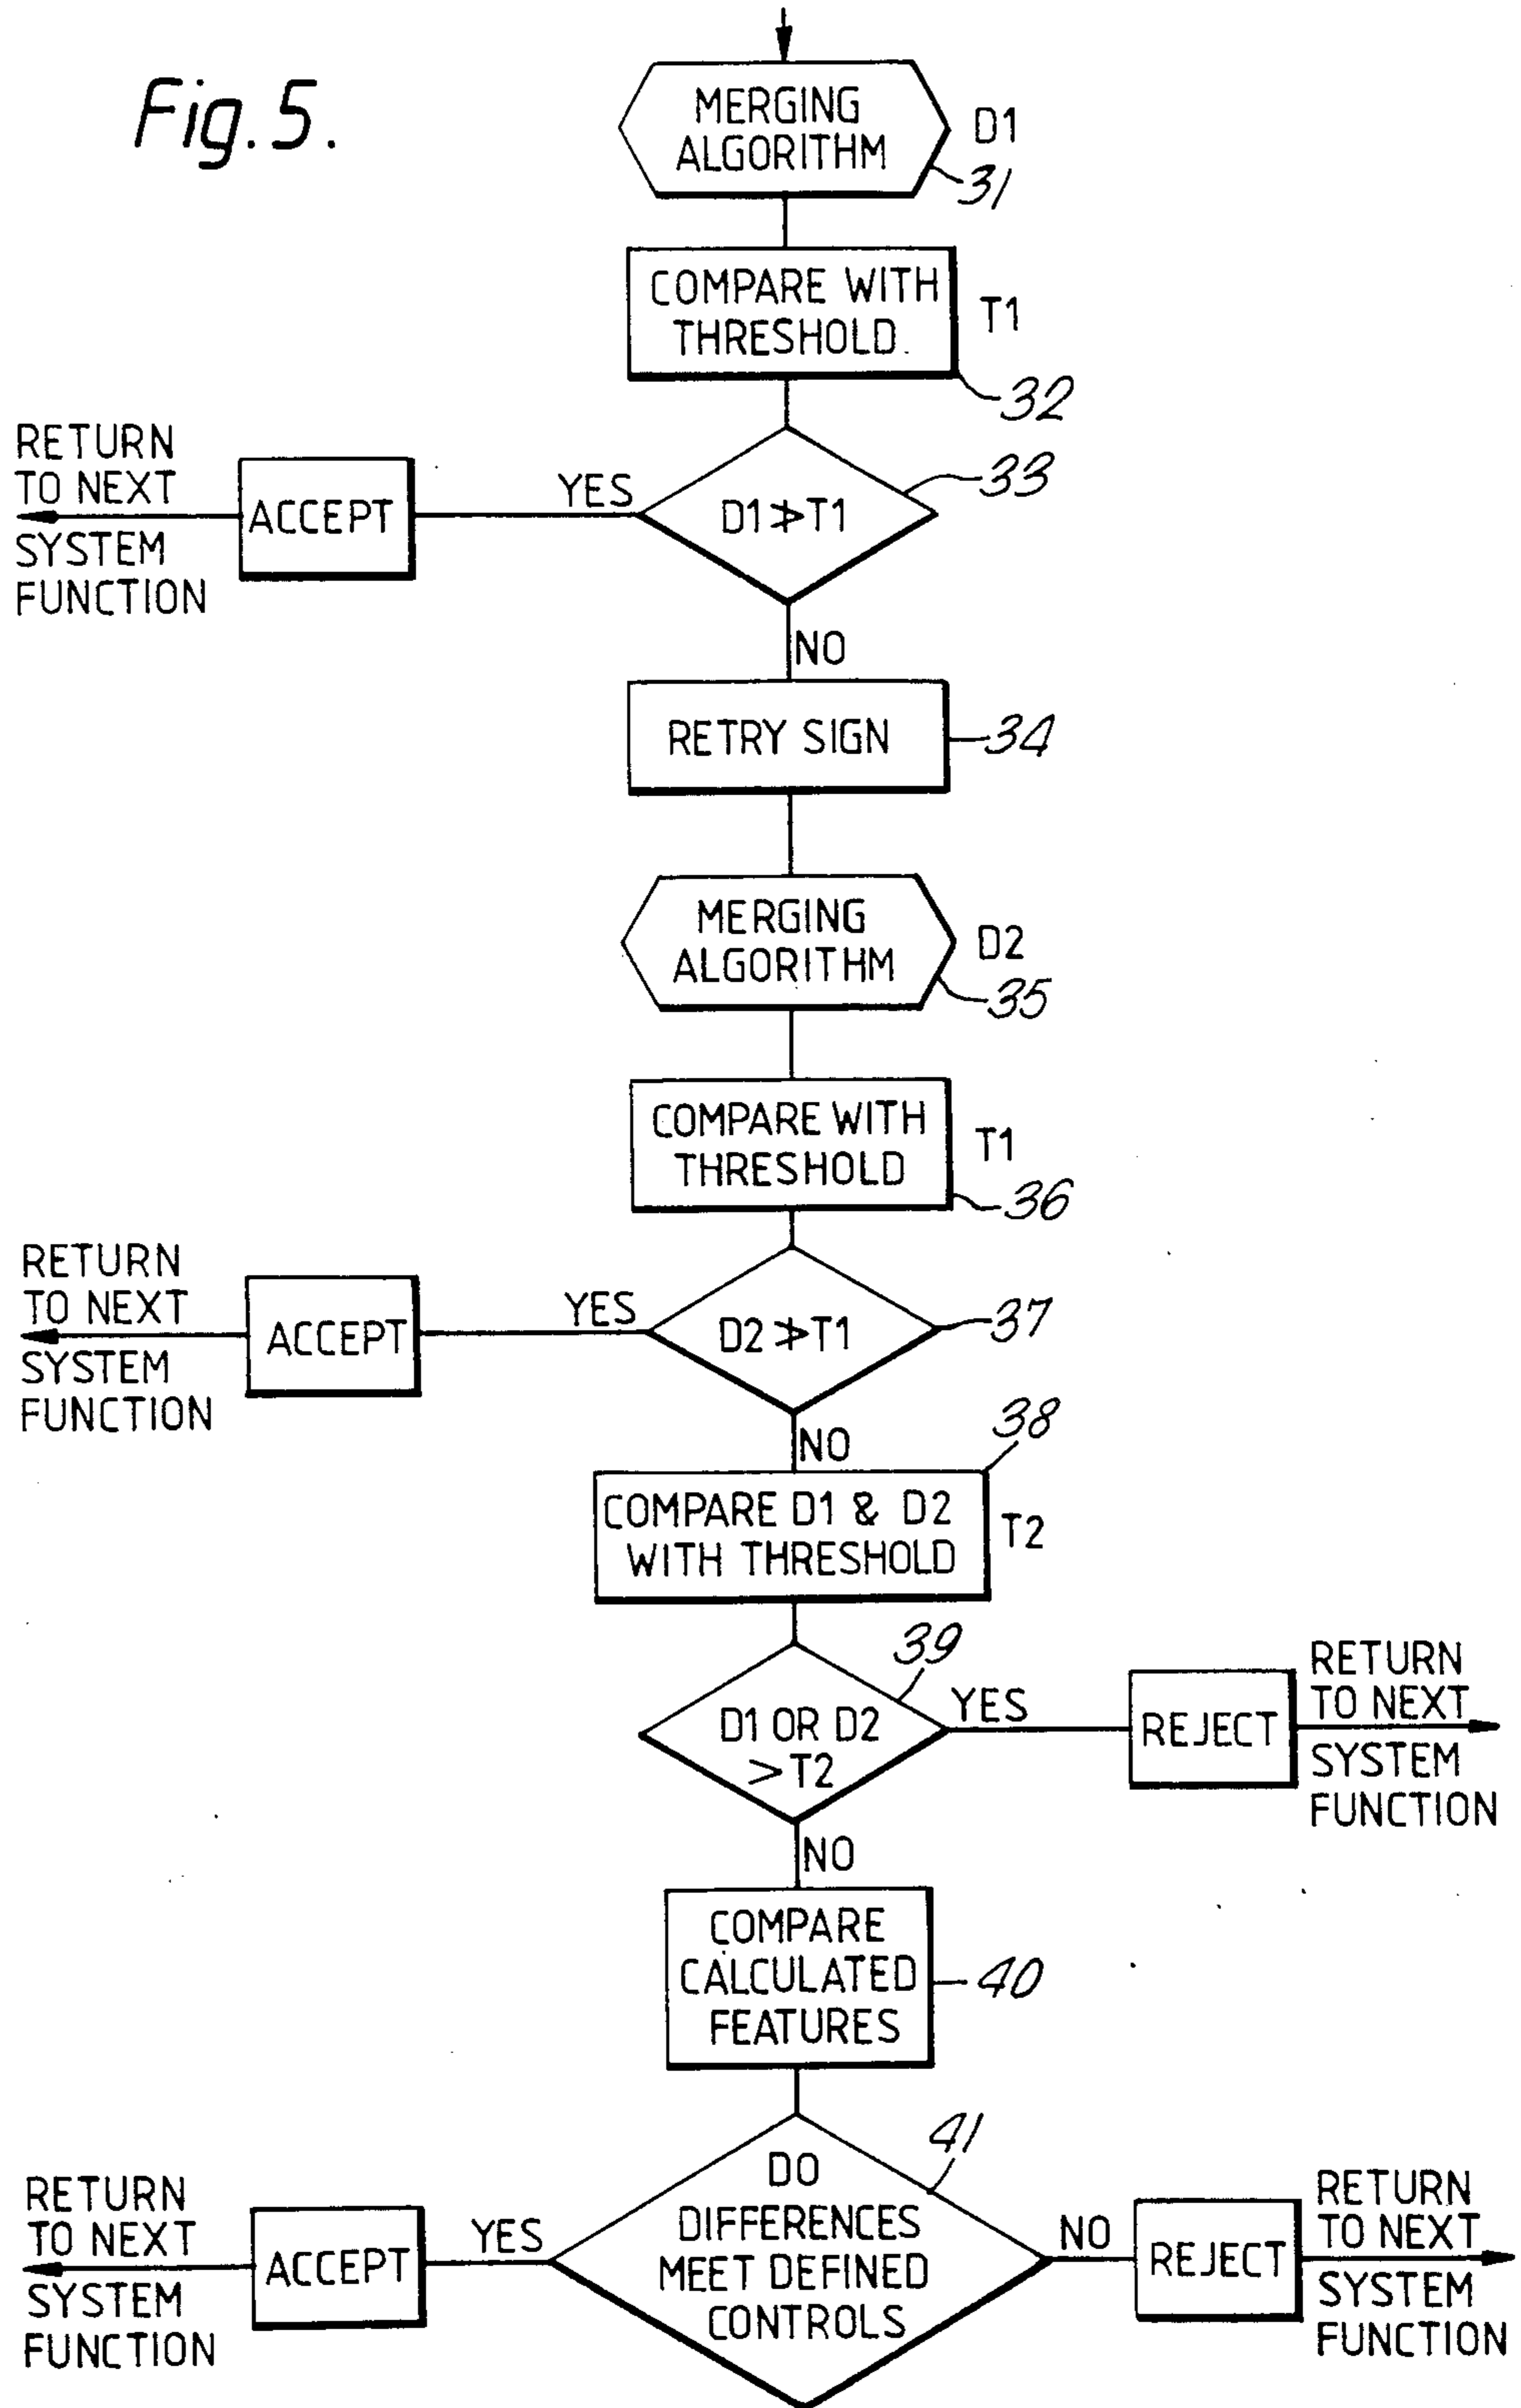 Fig. 5.
MERGING
ALGORITHM
D1
31
COMPARE WITH
THRESHOLD.
T1
32
33
D1 ≯ T1
YES
ACCEPT
RETURN
TO NEXT
SYSTEM
FUNCTION
NO
RETRY SIGN
34
MERGING
ALGORITHM
D2
35
COMPARE WITH
THRESHOLD
T1
36
37
D2 ≯ T1
YES
ACCEPT
RETURN
TO NEXT
SYSTEM
FUNCTION
NO
38
COMPARE D1 & D2
WITH THRESHOLD
T2
39
D1 OR D2
> T2
YES
REJECT
RETURN
TO NEXT
SYSTEM
FUNCTION
NO
COMPARE
CALCULATED
FEATURES
40
41
DO
DIFFERENCES
MEET DEFINED
CONTROLS
YES
ACCEPT
RETURN
TO NEXT
SYSTEM
FUNCTION
NO
REJECT
RETURN
TO NEXT
SYSTEM
FUNCTION